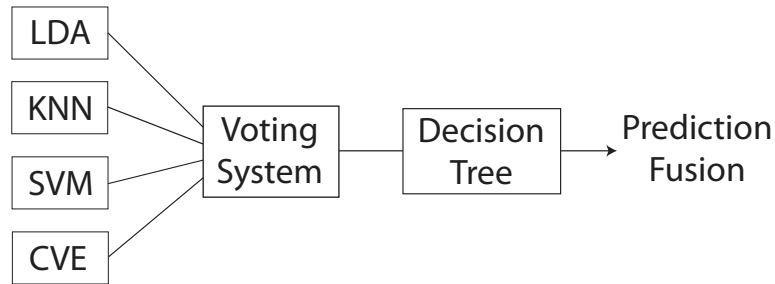 LDA
KNN
SVM
CVE
Voting
System
Decision
Tree
Prediction
Fusion